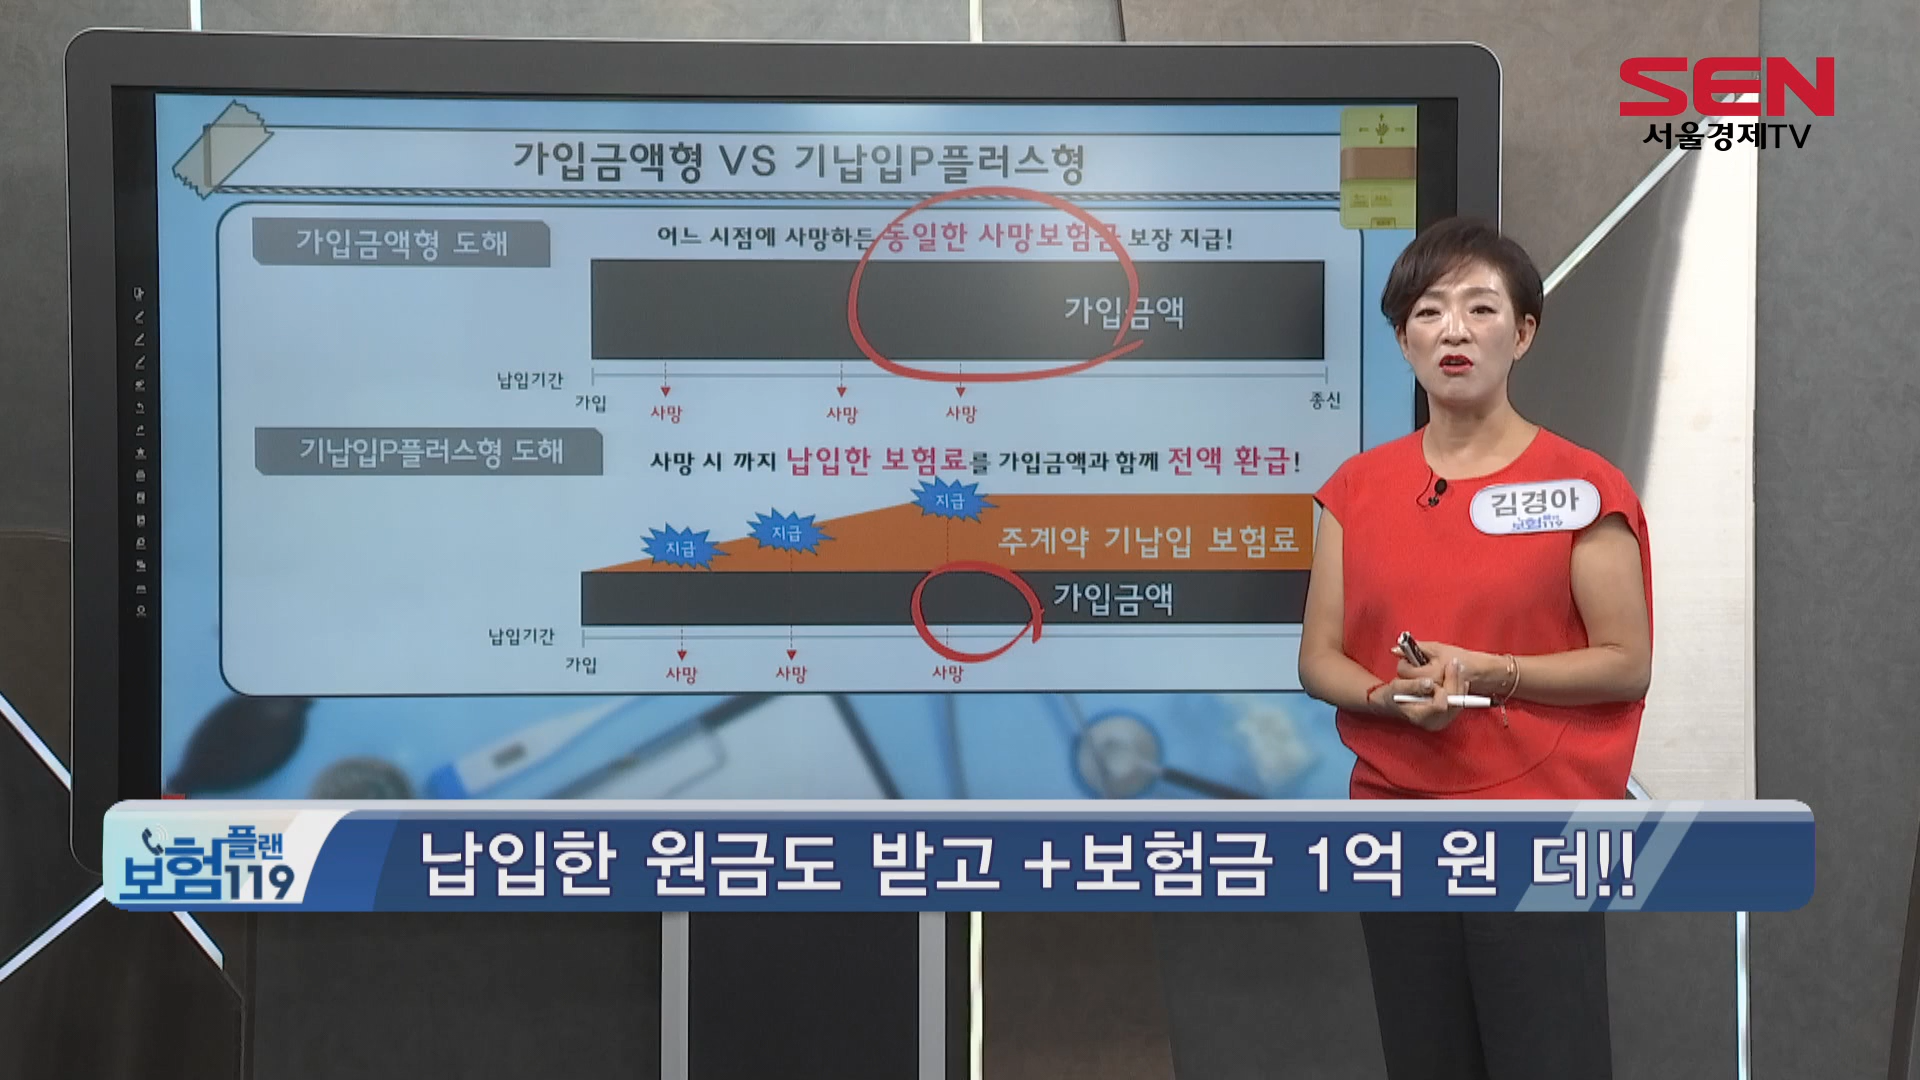 SEN
서울경제TV
가입금액형 VS 기납입P플러스형
가입금액형 도해
어느 시점에 사망하든 동일한 사망보험금 보장 지급!
가입금액
납입기간
가입
사망
사망
사망
종신
기납입P플러스형 도해
사망 시 까지 납입한 보험료를 가입금액과 함께 전액 환급!
지급
지급
지급
주계약 기납입 보험료
가입금액
납입기간
가입
사망
사망
사망
김경아
보험플랜119
보험플랜119
납입한 원금도 받고 +보험금 1억 원 더!!